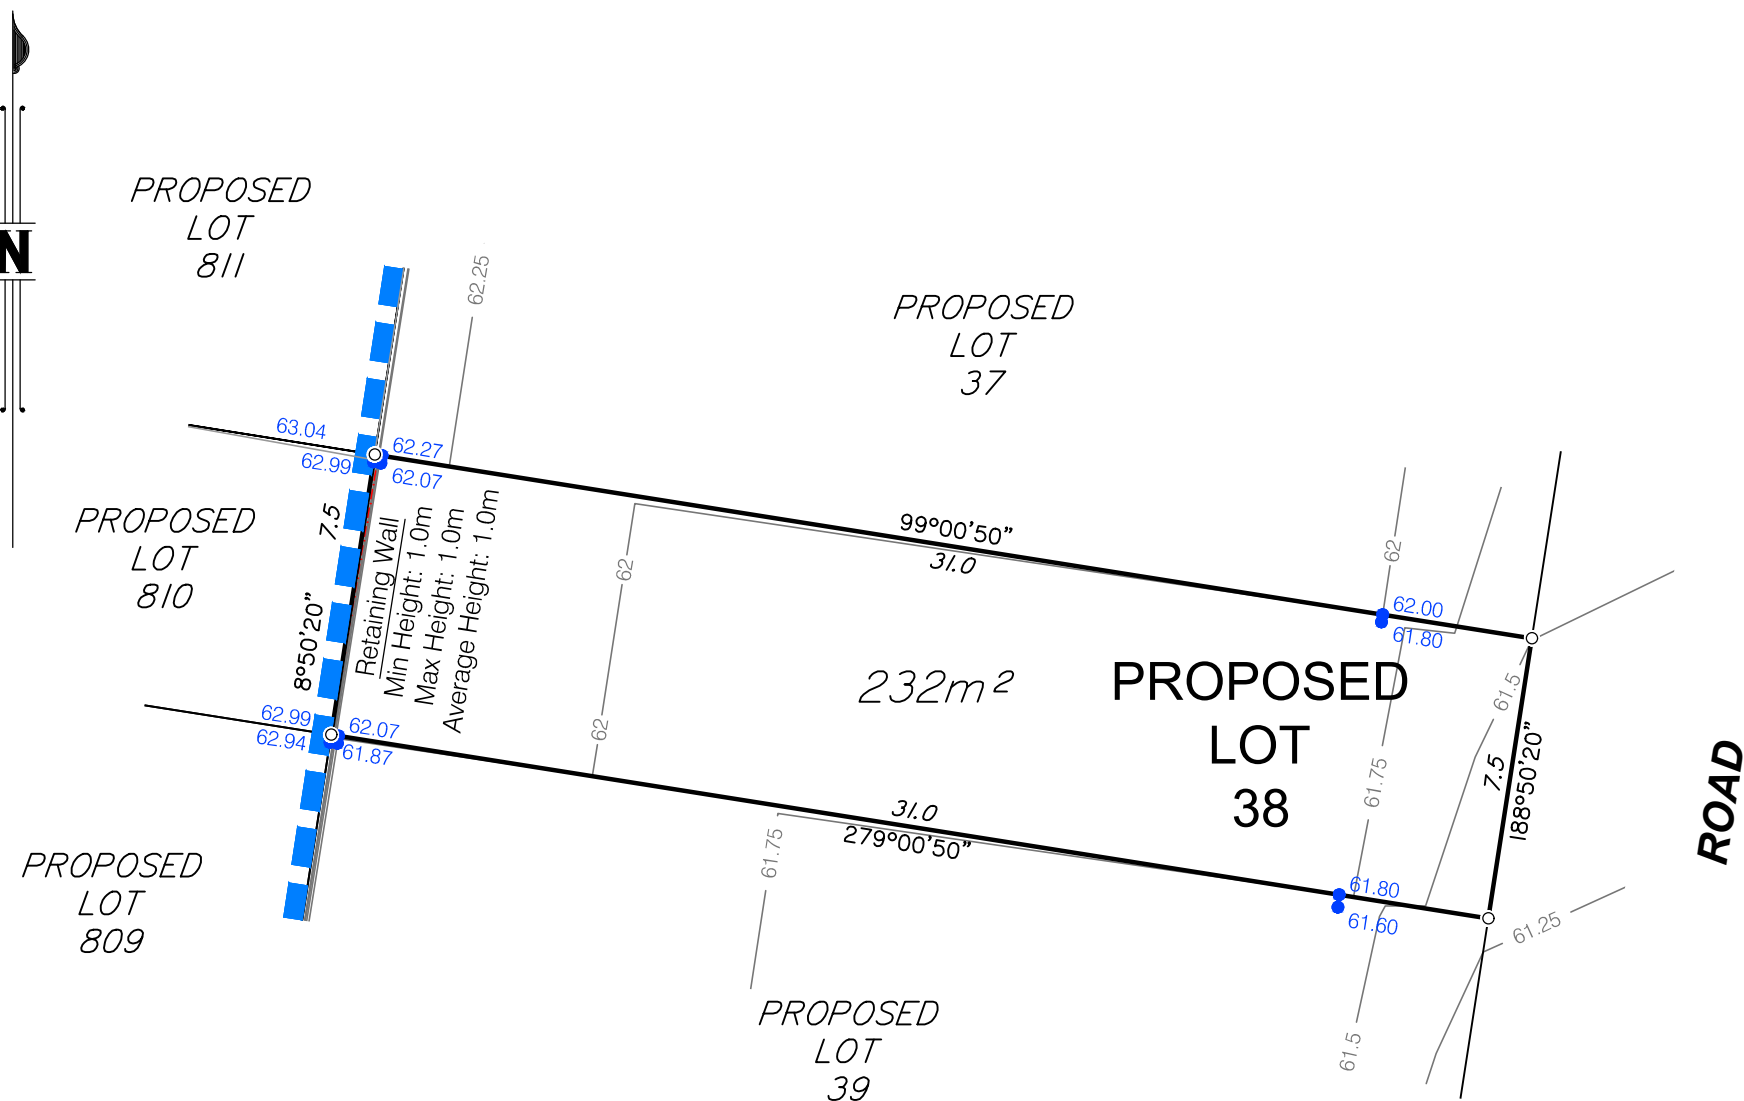 N
PROPOSED
LOT
811
62.25
PROPOSED
LOT
37
63.04
62.27
62.99
62.07
PROPOSED
LOT
810
7.5
8°50'20"
Retaining Wall
Min Height: 1.0m
Max Height: 1.0m
Average Height: 1.0m
99°00'50"
31.0
62
62
62
62.00
61.80
232m²
PROPOSED
LOT
38
61.5
61.75
7.5
188°50'20"
ROAD
62.99
62.07
62.94
61.87
31.0
279°00'50"
61.75
61.80
61.60
61.25
61.5
PROPOSED
LOT
809
PROPOSED
LOT
39